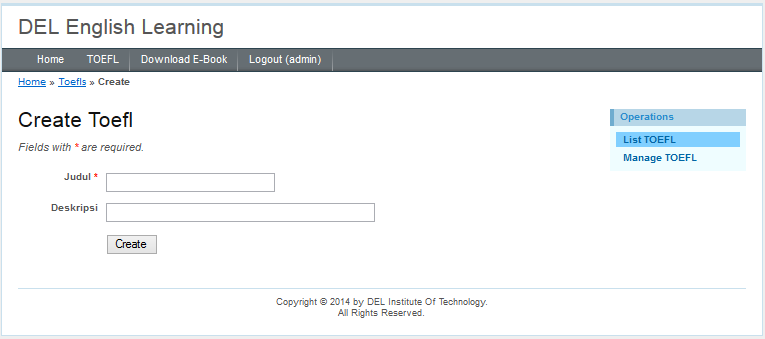 DEL English Learning
Home TOEFL Download E-Book Logout (admin)
Home » Toefls » Create
Create Toefl
Fields with * are required.
Judul *
Deskripsi
Create
Operations
List TOEFL
Manage TOEFL
Copyright © 2014 by DEL Institute Of Technology.
All Rights Reserved.